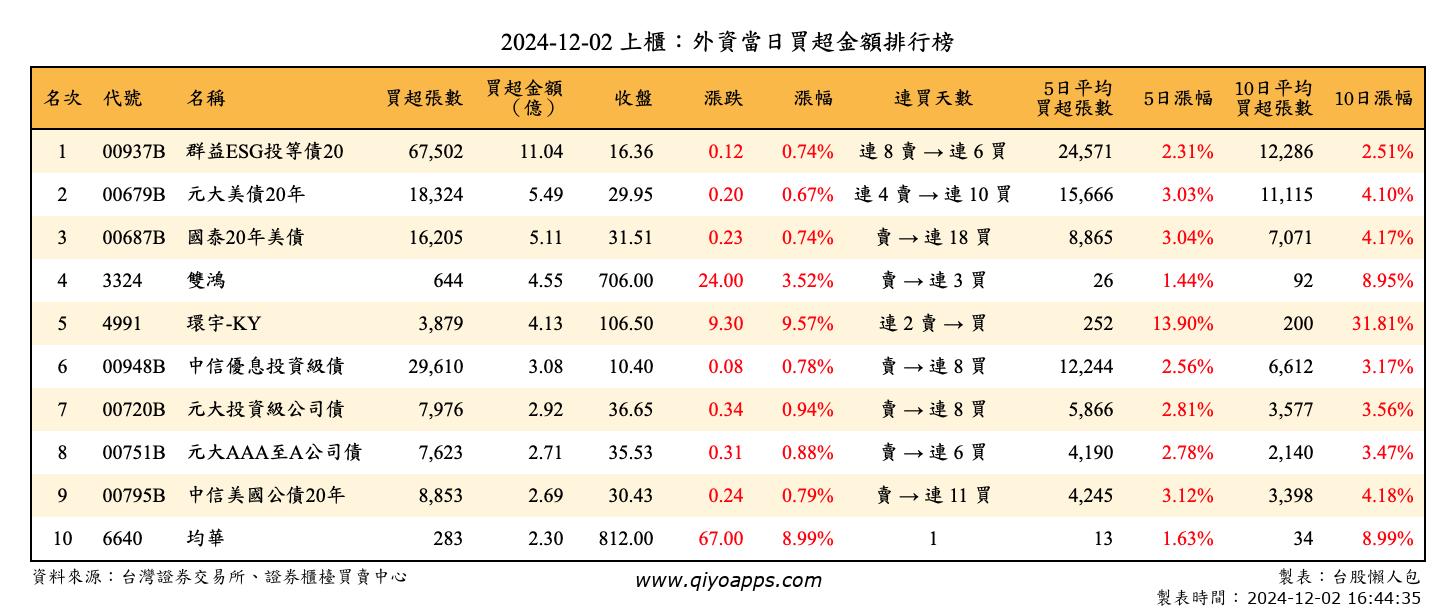 2024-12-02 上櫃：外資當日買超金額排行榜
名次 代號 名稱 買超張數 買超金額（億） 收盤 漲跌 漲幅 連買天數 5日平均買超張數 5日漲幅 10日平均買超張數 10日漲幅
1 00937B 群益ESG投等債20 67,502 11.04 16.36 0.12 0.74% 連 8 賣 → 連 6 買 24,571 2.31% 12,286 2.51%
2 00679B 元大美債20年 18,324 5.49 29.95 0.20 0.67% 連 4 賣 → 連 10 買 15,666 3.03% 11,115 4.10%
3 00687B 國泰20年美債 16,205 5.11 31.51 0.23 0.74% 賣 → 連 18 買 8,865 3.04% 7,071 4.17%
4 3324 雙鴻 644 4.55 706.00 24.00 3.52% 賣 → 連 3 買 26 1.44% 92 8.95%
5 4991 環宇-KY 3,879 4.13 106.50 9.30 9.57% 連 2 賣 → 買 252 13.90% 200 31.81%
6 00948B 中信優息投資級債 29,610 3.08 10.40 0.08 0.78% 賣 → 連 8 買 12,244 2.56% 6,612 3.17%
7 00720B 元大投資級公司債 7,976 2.92 36.65 0.34 0.94% 賣 → 連 8 買 5,866 2.81% 3,577 3.56%
8 00751B 元大AAA至A公司債 7,623 2.71 35.53 0.31 0.88% 賣 → 連 6 買 4,190 2.78% 2,140 3.47%
9 00795B 中信美國公債20年 8,853 2.69 30.43 0.24 0.79% 賣 → 連 11 買 4,245 3.12% 3,398 4.18%
10 6640 均華 283 2.30 812.00 67.00 8.99% 1 13 1.63% 34 8.99%
資料來源：台灣證券交易所、證券櫃檯買賣中心 www.qiyoapps.com 製表：台股懶人包
製表時間：2024-12-02 16:44:35